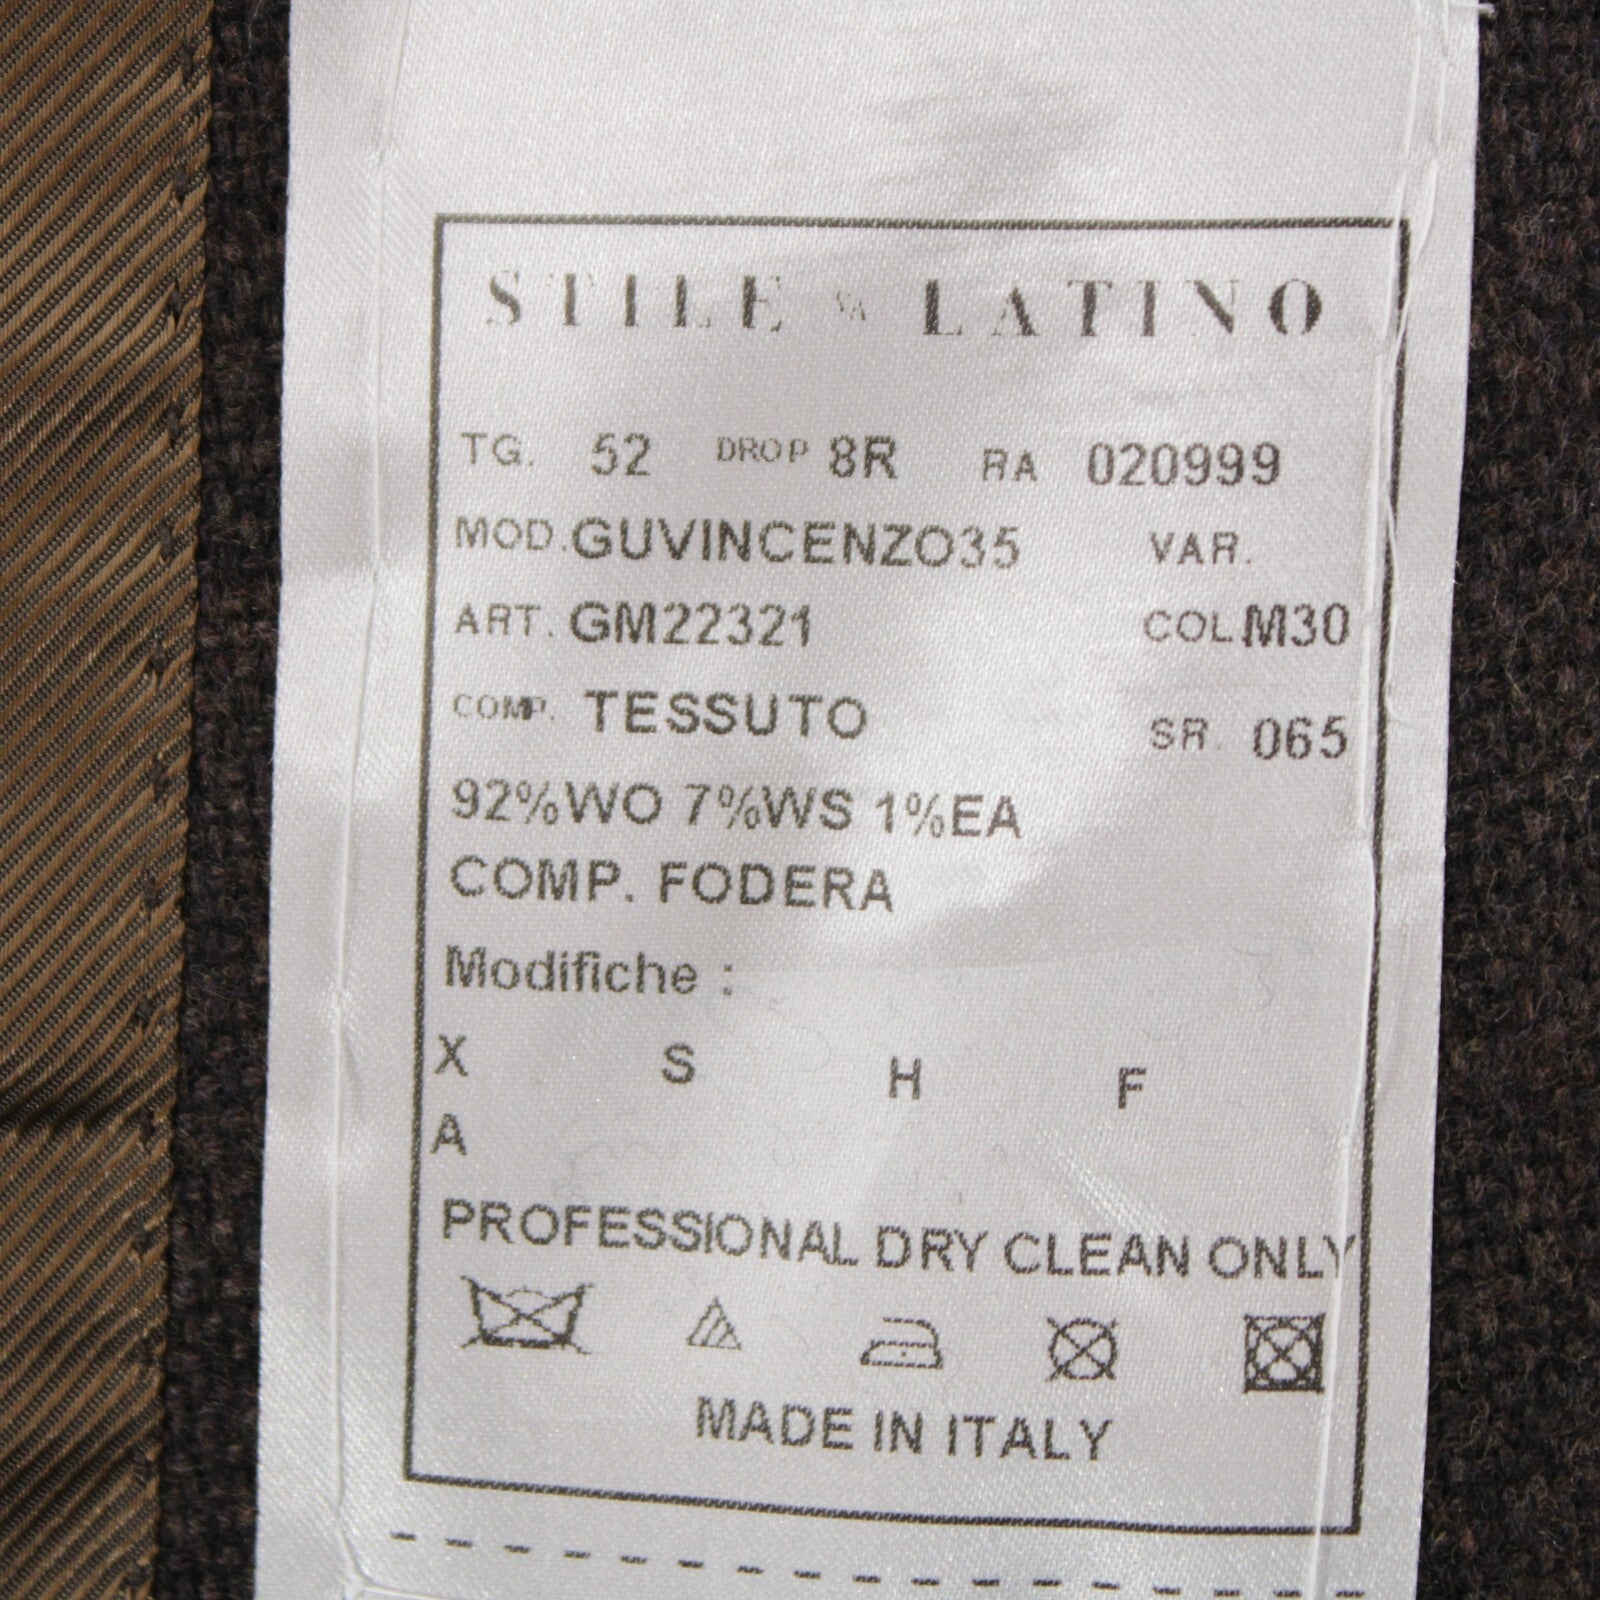 STILE LATINO
TG. 52 DROP 8R RA 020999
MOD. GUVINCENZO35 VAR.
ART. GM22321 COL M30
COMP. TESSUTO SR. 065
92%WO 7%WS 1%EA
COMP. FODERA
Modifiche :
X S H F
A
PROFESSIONAL DRY CLEAN ONLY
MADE IN ITALY